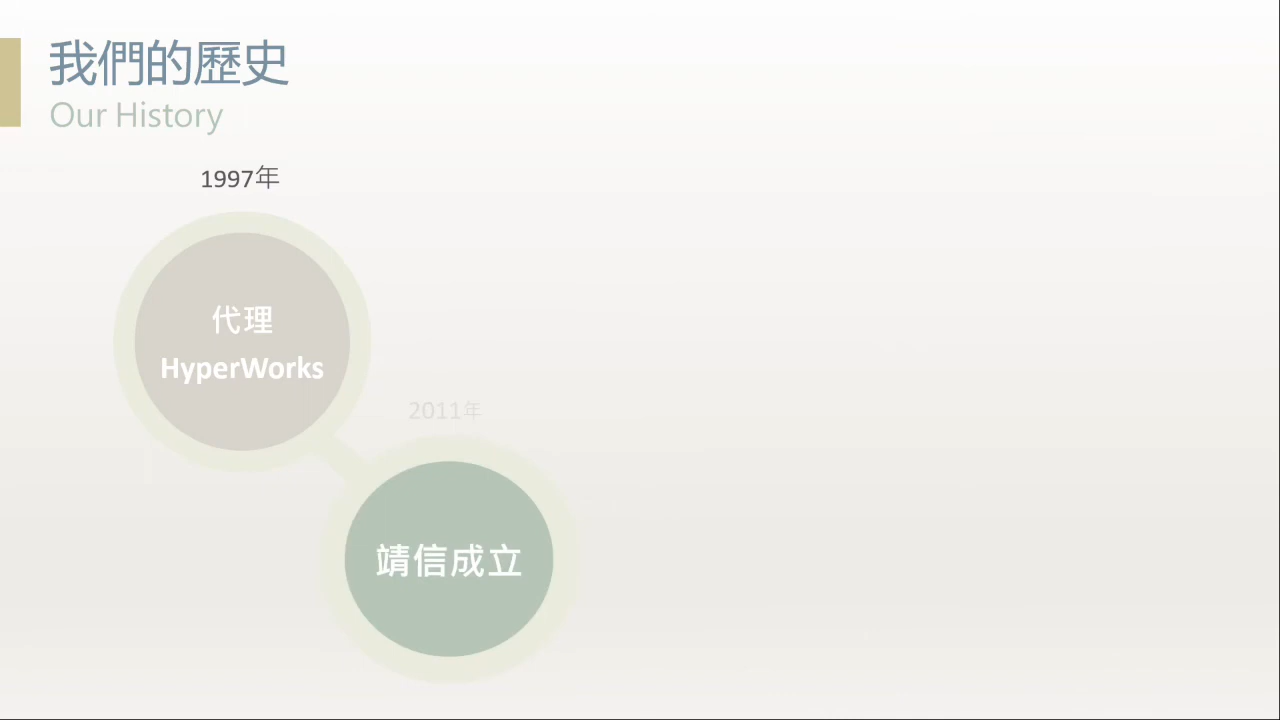 我們的歷史
Our History
1997年
代理
HyperWorks
2011年
靖信成立